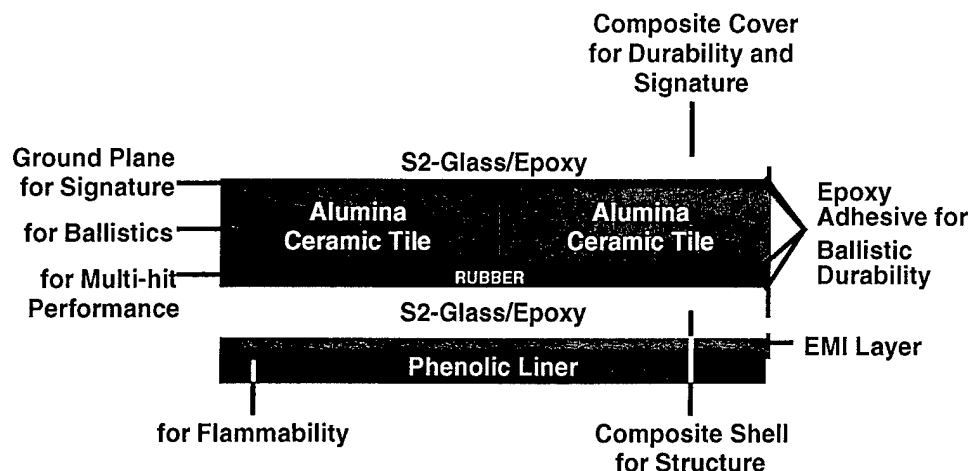 Composite Cover
for Durability and
Signature
Ground Plane
for Signature
S2-Glass/Epoxy
for Ballistics
Alumina
Ceramic Tile
Alumina
Ceramic Tile
Epoxy
Adhesive for
Ballistic
Durability
for Multi-hit
Performance
RUBBER
S2-Glass/Epoxy
EMI Layer
Phenolic Liner
for Flammability
Composite Shell
for Structure